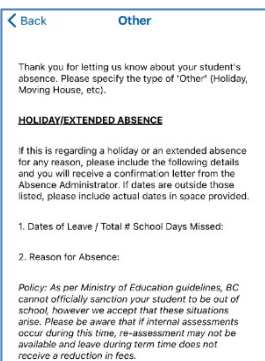 Back Other
Thank you for letting us know about your student's
absence. Please specify the type of 'Other' (Holiday,
Moving House, etc).
HOLIDAY/EXTENDED ABSENCE
If this is regarding a holiday or an extended absence
for any reason, please include the following details
and you will receive a confirmation letter from the
Absence Administrator. If dates are outside those
listed, please include actual dates in space provided.
1. Dates of Leave / Total # School Days Missed:
2. Reason for Absence:
Policy: As per Ministry of Education guidelines, BC
cannot officially sanction your student to be out of
school, however we accept that these situations
arise. Please be aware that if internal assessments
occur during this time, re-assessment may not be
available and leave during term time does not
receive a reduction in fees.